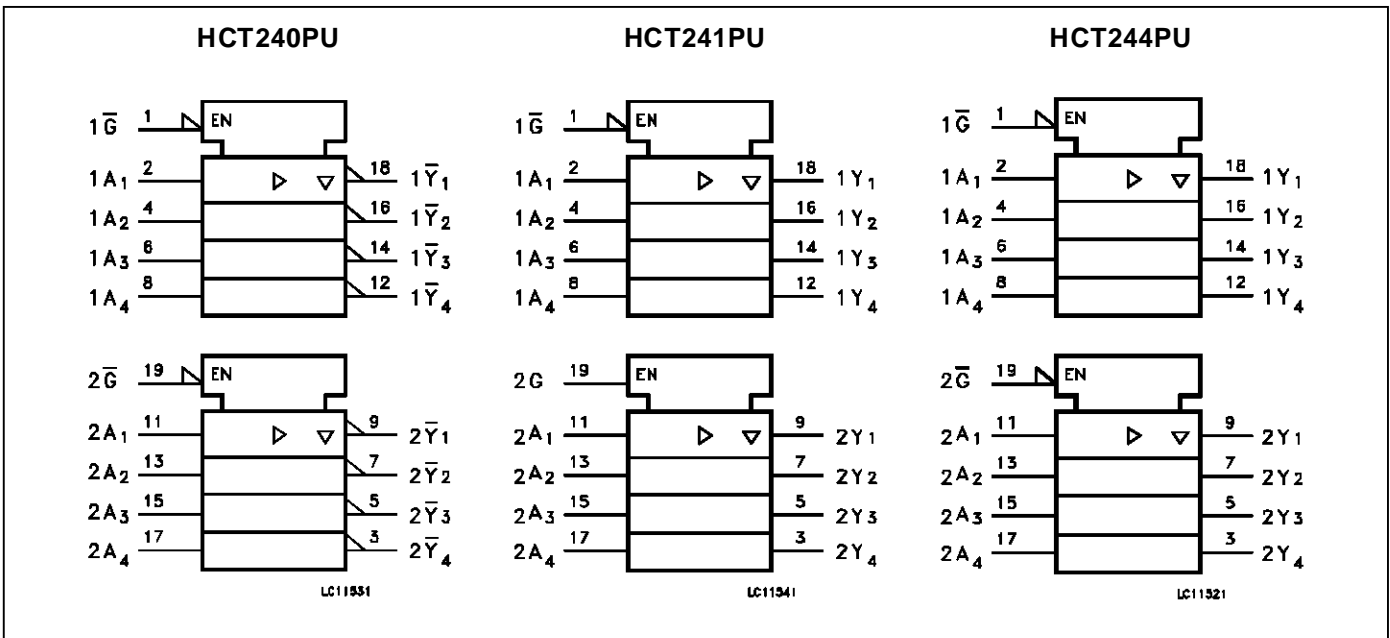 HCT240PU HCT241PU HCT244PU
1G̅ 1 EN 1G̅ 1 EN 1G̅ 1 EN
1A₁ 2 18 1Y̅₁ 1A₁ 2 18 1Y₁ 1A₁ 2 18 1Y₁
1A₂ 4 16 1Y̅₂ 1A₂ 4 16 1Y₂ 1A₂ 4 16 1Y₂
1A₃ 6 14 1Y̅₃ 1A₃ 6 14 1Y₃ 1A₃ 6 14 1Y₃
1A₄ 8 12 1Y̅₄ 1A₄ 8 12 1Y₄ 1A₄ 8 12 1Y₄
2G̅ 19 EN 2G 19 EN 2G̅ 19 EN
2A₁ 11 9 2Y̅₁ 2A₁ 11 9 2Y₁ 2A₁ 11 9 2Y₁
2A₂ 13 7 2Y̅₂ 2A₂ 13 7 2Y₂ 2A₂ 13 7 2Y₂
2A₃ 15 5 2Y̅₃ 2A₃ 15 5 2Y₃ 2A₃ 15 5 2Y₃
2A₄ 17 3 2Y̅₄ 2A₄ 17 3 2Y₄ 2A₄ 17 3 2Y₄
LC11531 LC11541 LC11521